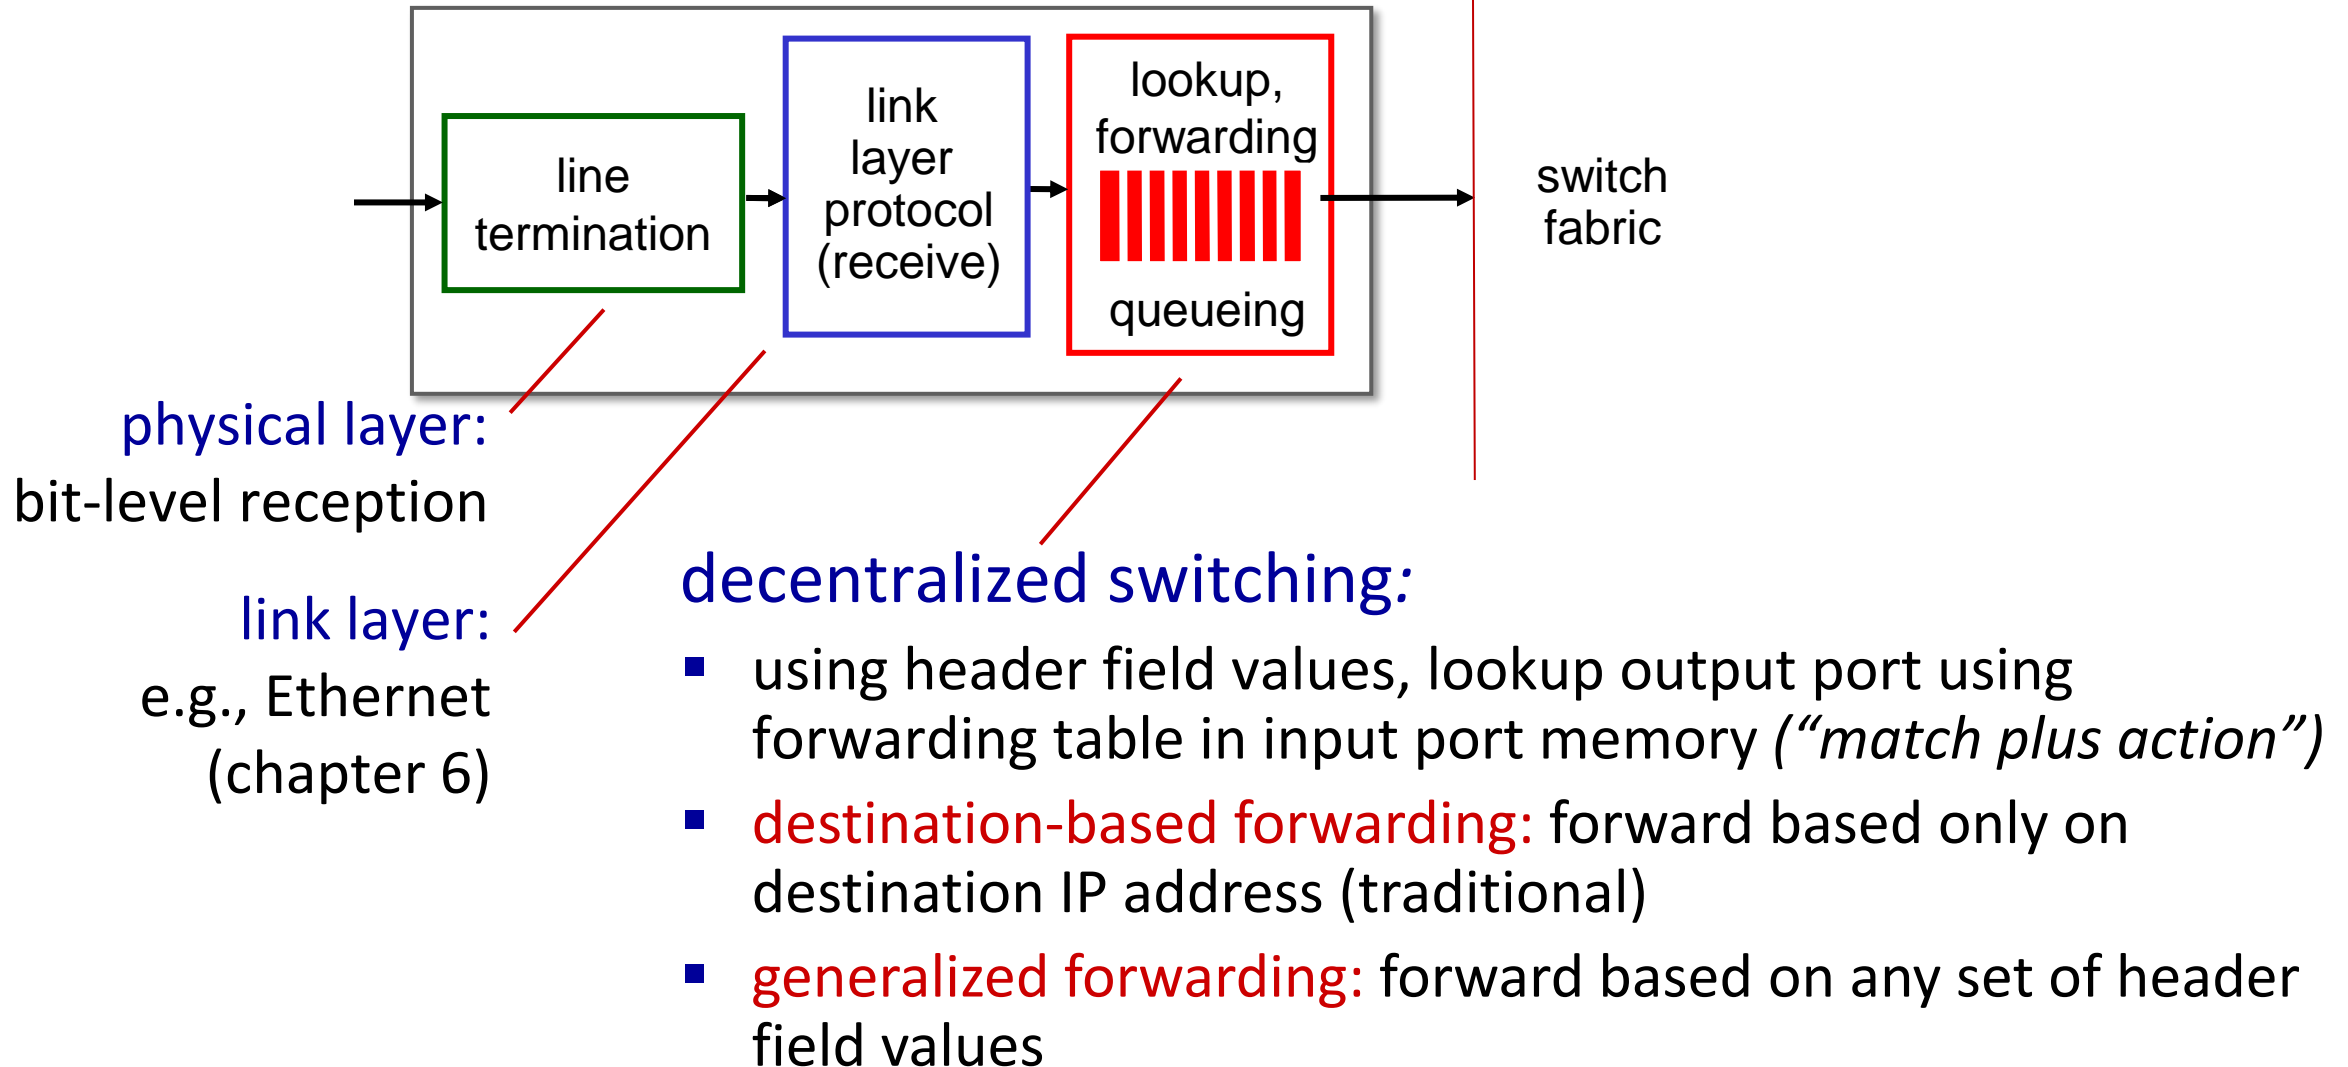 line
termination
link
layer
protocol
(receive)
lookup,
forwarding
queueing
switch
fabric
physical layer:
bit-level reception
link layer:
e.g., Ethernet
(chapter 6)
decentralized switching:
▪ using header field values, lookup output port using
forwarding table in input port memory (“match plus action”)
▪ destination-based forwarding: forward based only on
destination IP address (traditional)
▪ generalized forwarding: forward based on any set of header
field values